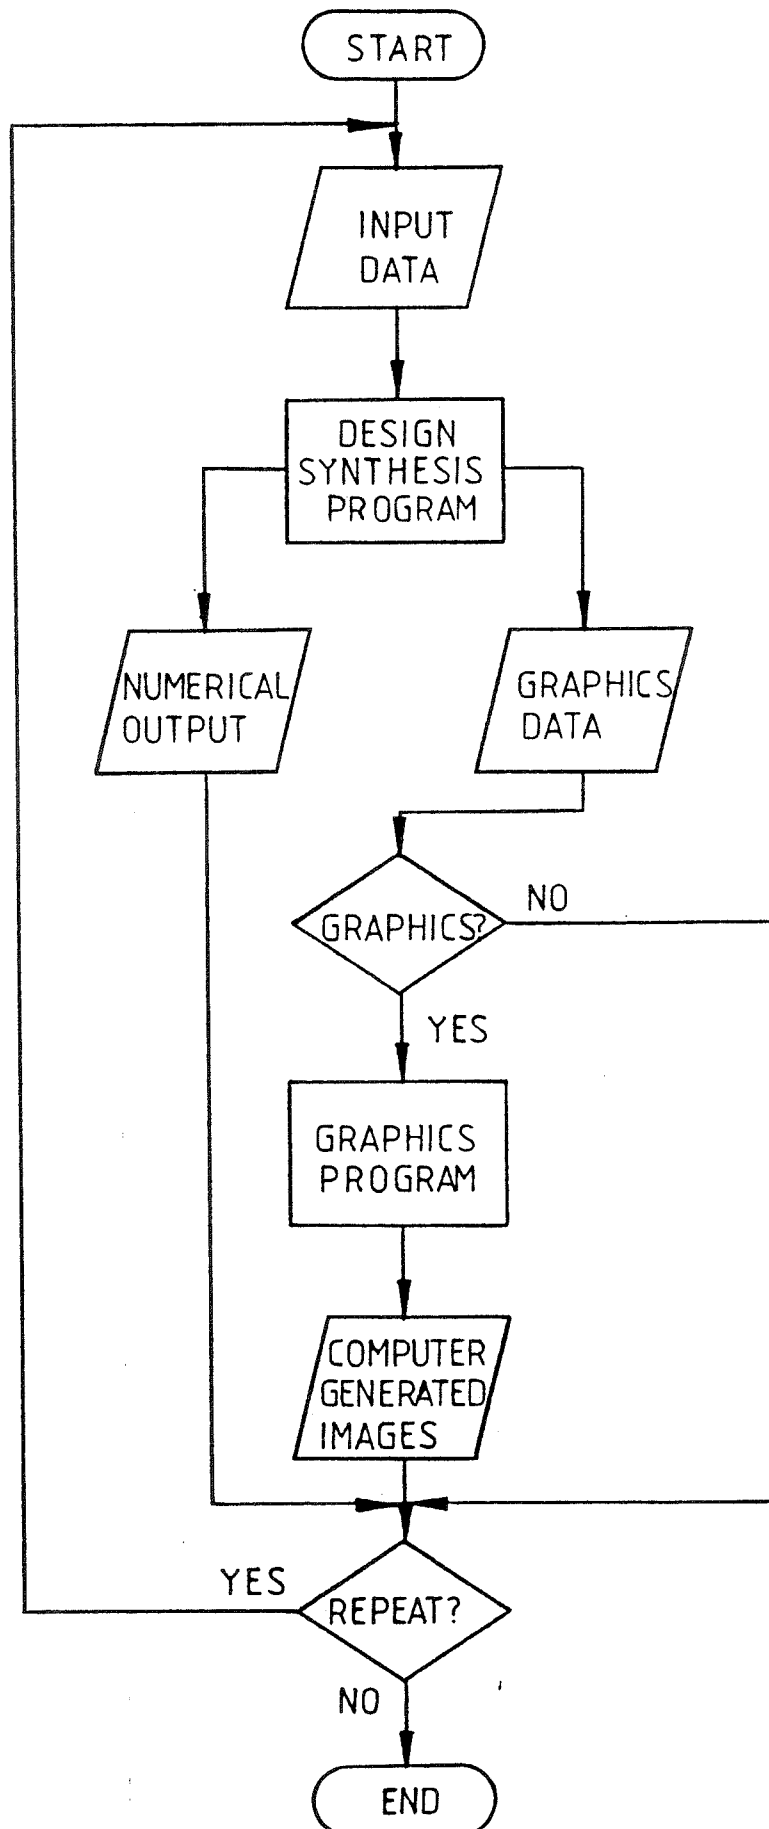 START
INPUT
DATA
DESIGN
SYNTHESIS
PROGRAM
NUMERICAL
OUTPUT
GRAPHICS
DATA
GRAPHICS?
NO
YES
GRAPHICS
PROGRAM
COMPUTER
GENERATED
IMAGES
YES
REPEAT?
NO
END